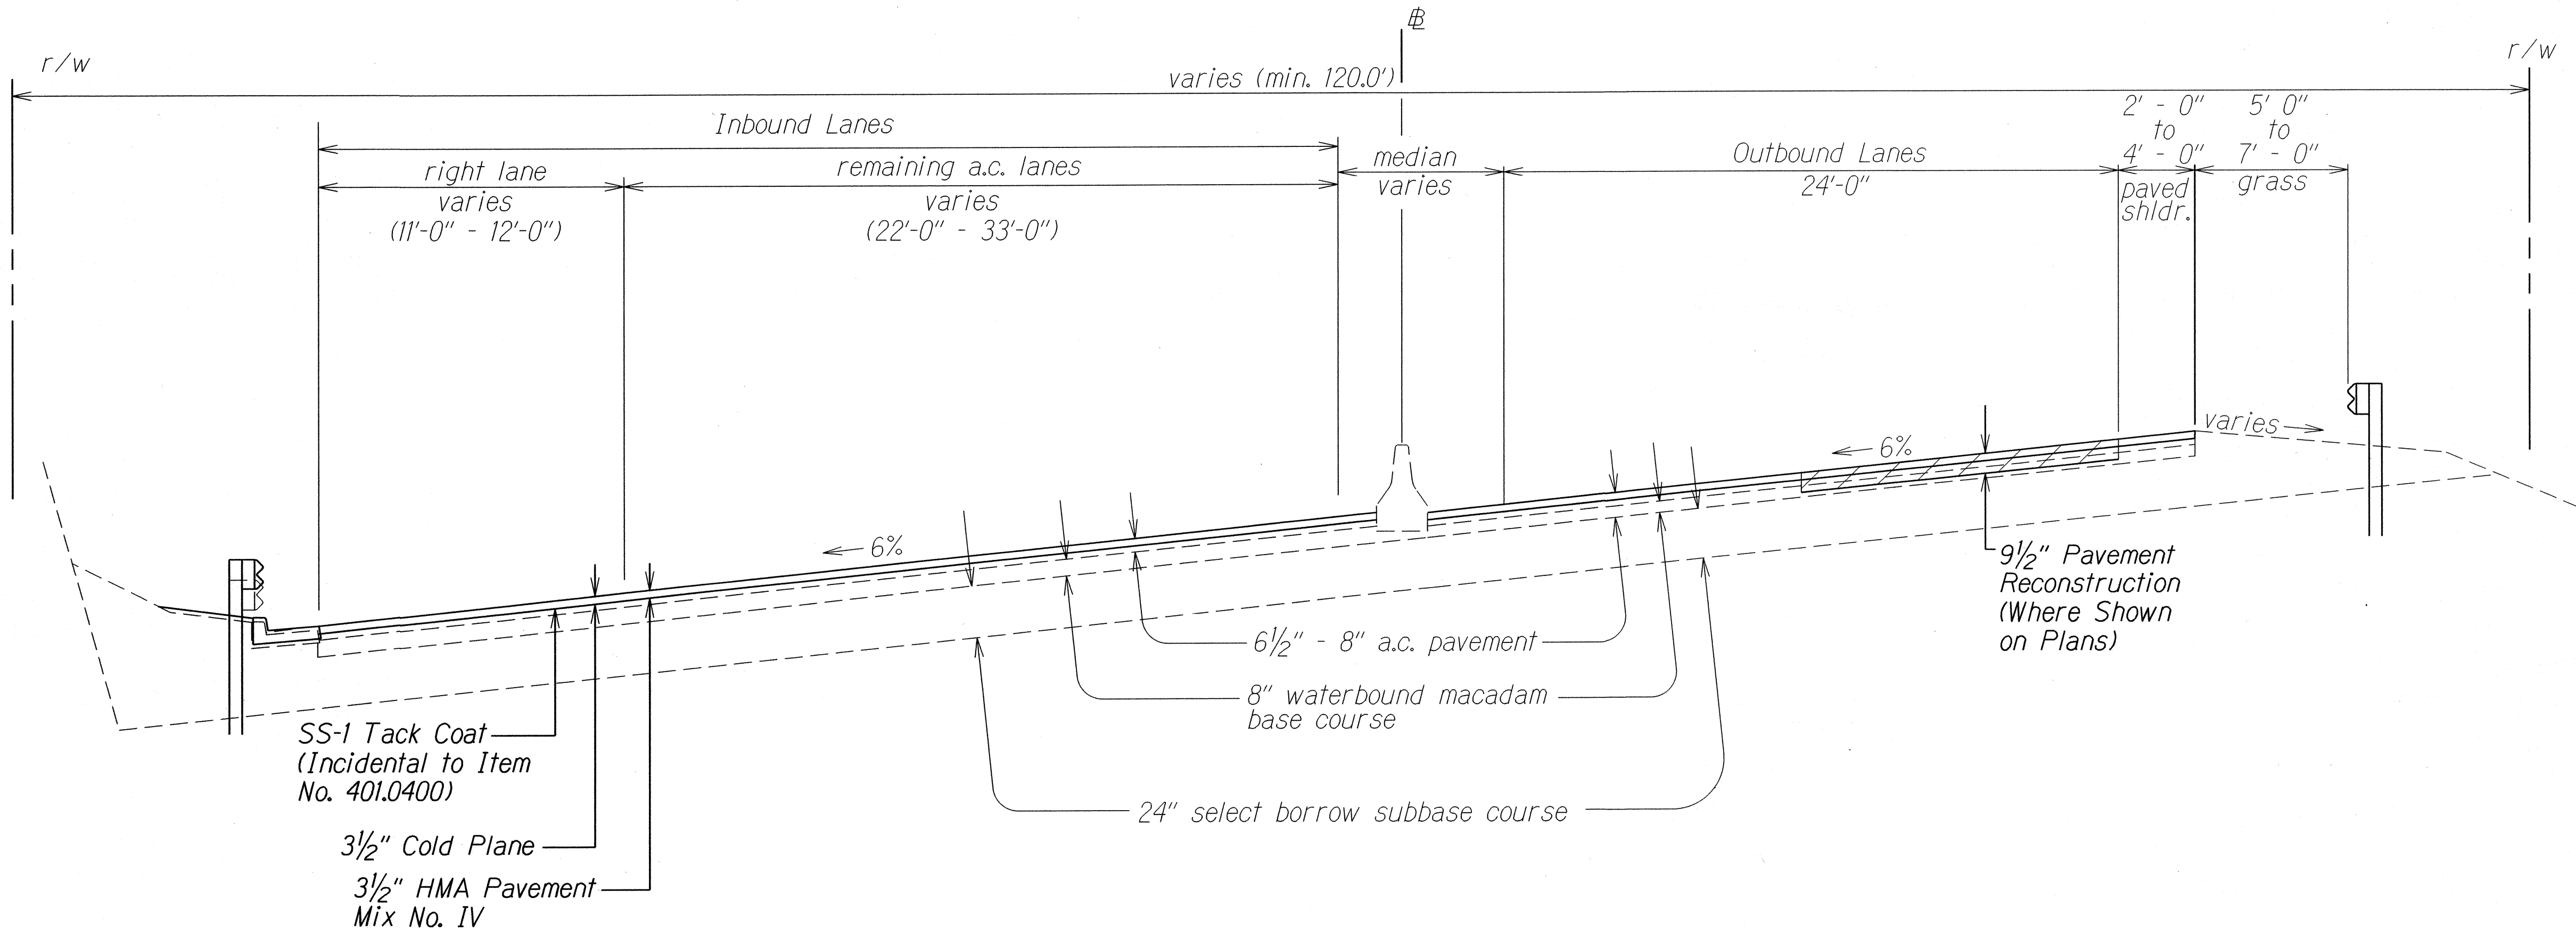 r/w
BL
r/w
varies (min. 120.0')
Inbound Lanes
right lane
varies
(11'-0" - 12'-0")
remaining a.c. lanes
varies
(22'-0" - 33'-0")
median
varies
Outbound Lanes
24'-0"
2' - 0"
to
4' - 0"
paved
shldr.
5' 0"
to
7' - 0"
grass
6%
varies
6%
9½" Pavement
Reconstruction
(Where Shown
on Plans)
6½" - 8" a.c. pavement
8" waterbound macadam
base course
24" select borrow subbase course
SS-1 Tack Coat
(Incidental to Item
No. 401.0400)
3½" Cold Plane
3½" HMA Pavement
Mix No. IV